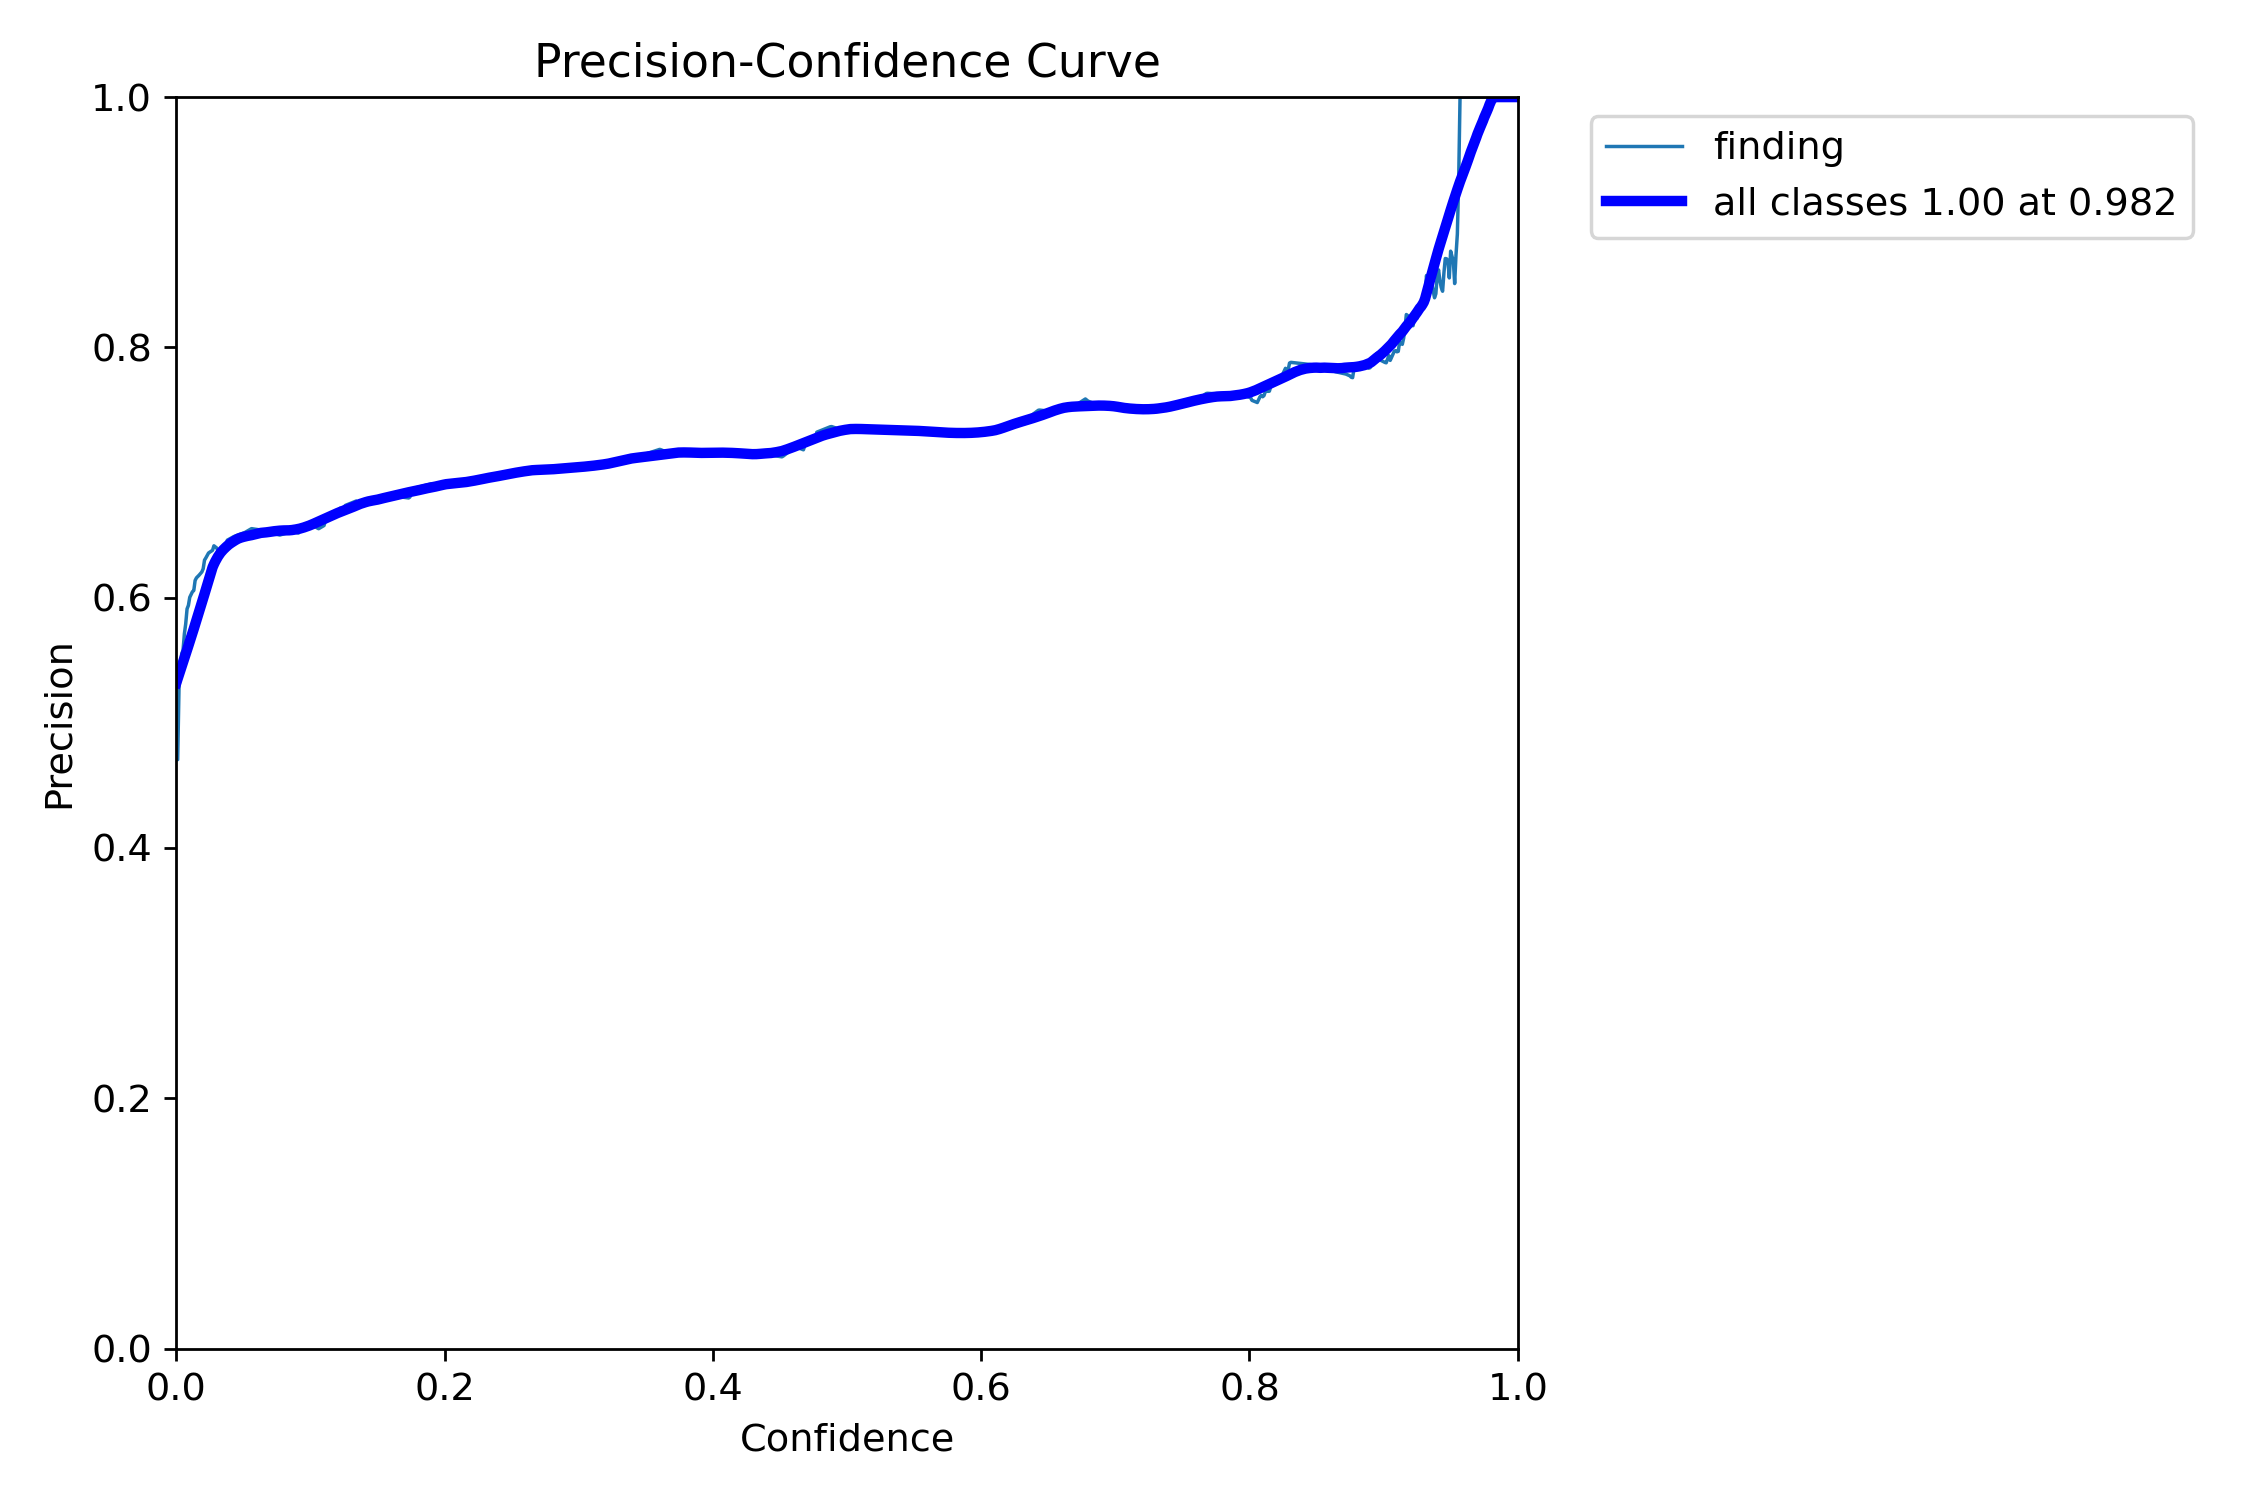 Precision-Confidence Curve
1.0
0.8
0.6
0.4
0.2
0.0
Precision
0.0 0.2 0.4 0.6 0.8 1.0
Confidence
finding
all classes 1.00 at 0.982